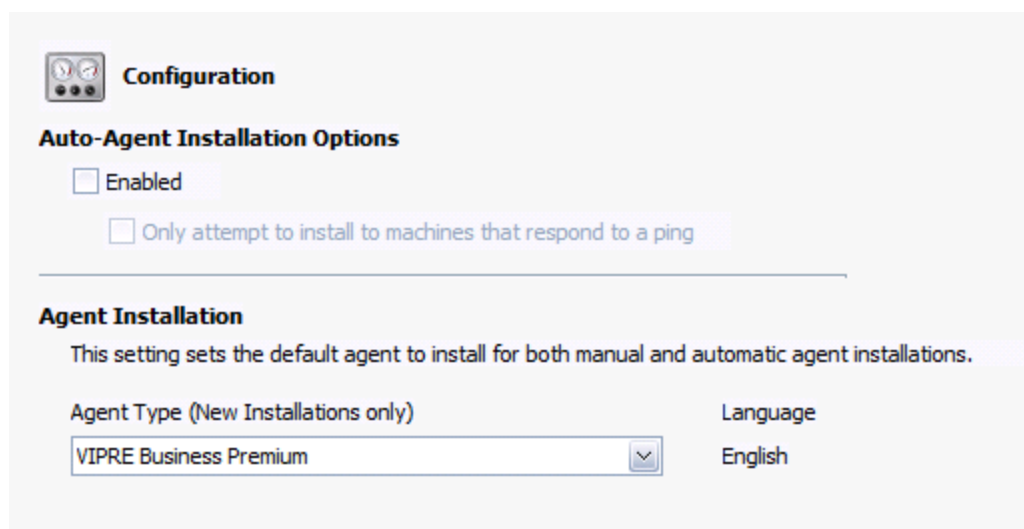 Configuration
Auto-Agent Installation Options
Enabled
Only attempt to install to machines that respond to a ping
Agent Installation
This setting sets the default agent to install for both manual and automatic agent installations.
Agent Type (New Installations only) Language
VIPRE Business Premium English